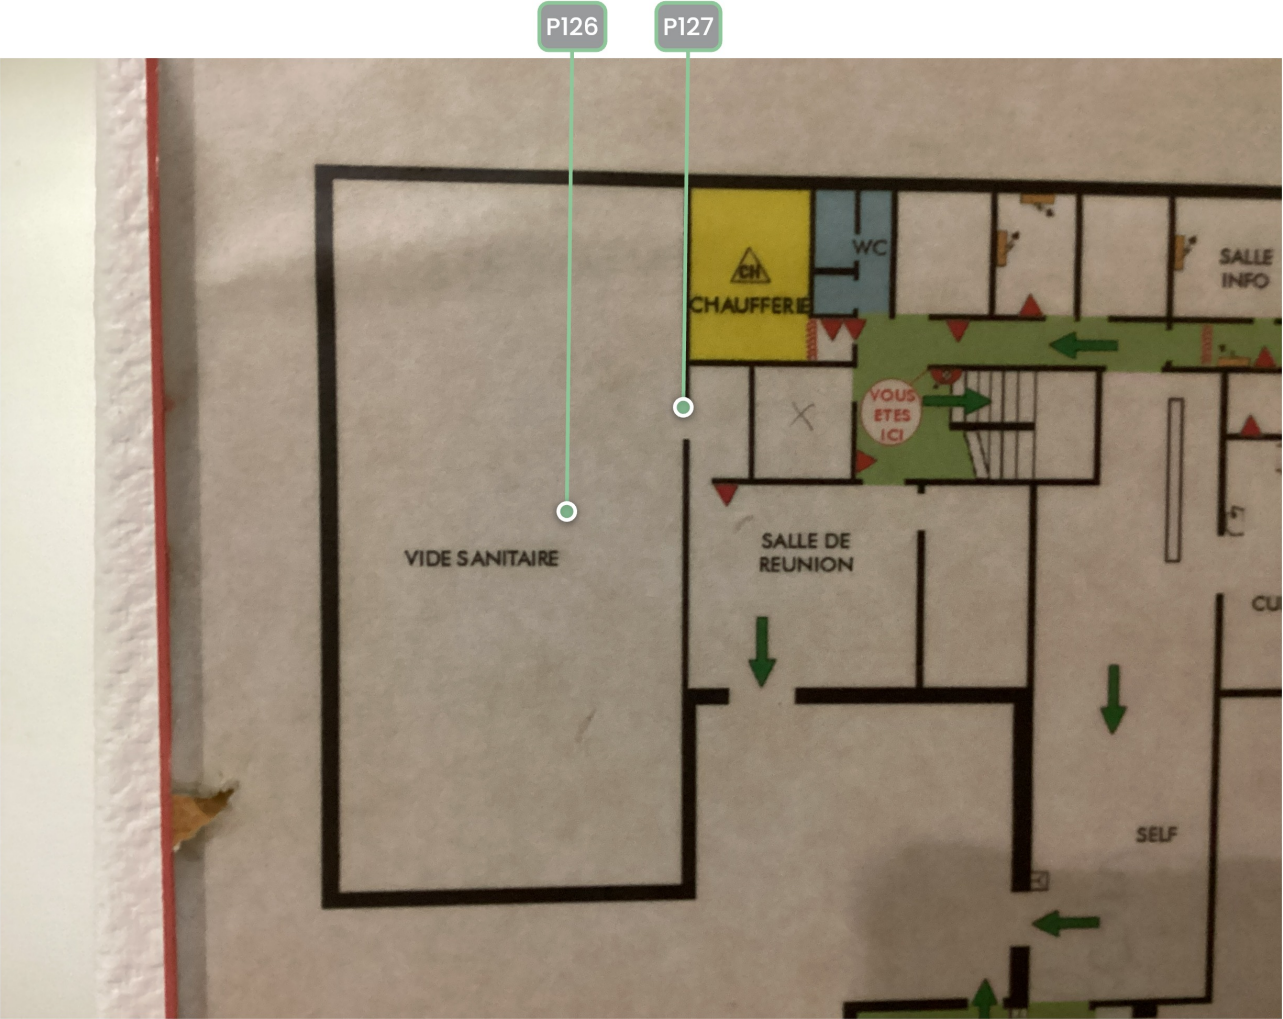 P126
P127
WC
CH
CHAUFFERIE
SALLE
INFO
VOUS
ETES
ICI
SALLE DE
REUNION
VIDE SANITAIRE
SELF